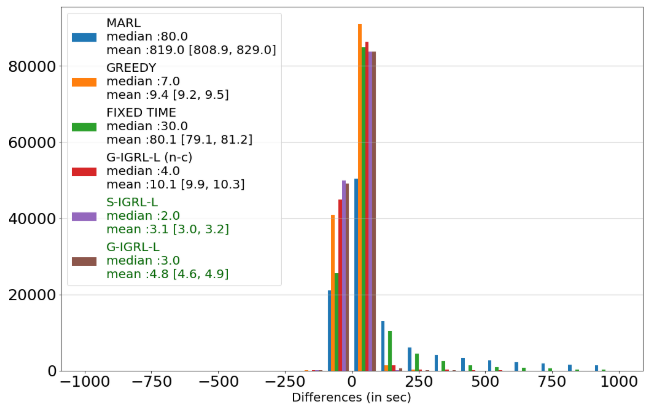 80000
60000
40000
20000
0
MARL
median :80.0
mean :819.0 [808.9, 829.0]
GREEDY
median :7.0
mean :9.4 [9.2, 9.5]
FIXED TIME
median :30.0
mean :80.1 [79.1, 81.2]
G-IGRL-L (n-c)
median :4.0
mean :10.1 [9.9, 10.3]
S-IGRL-L
median :2.0
mean :3.1 [3.0, 3.2]
G-IGRL-L
median :3.0
mean :4.8 [4.6, 4.9]
−1000 −750 −500 −250 0 250 500 750 1000
Differences (in sec)